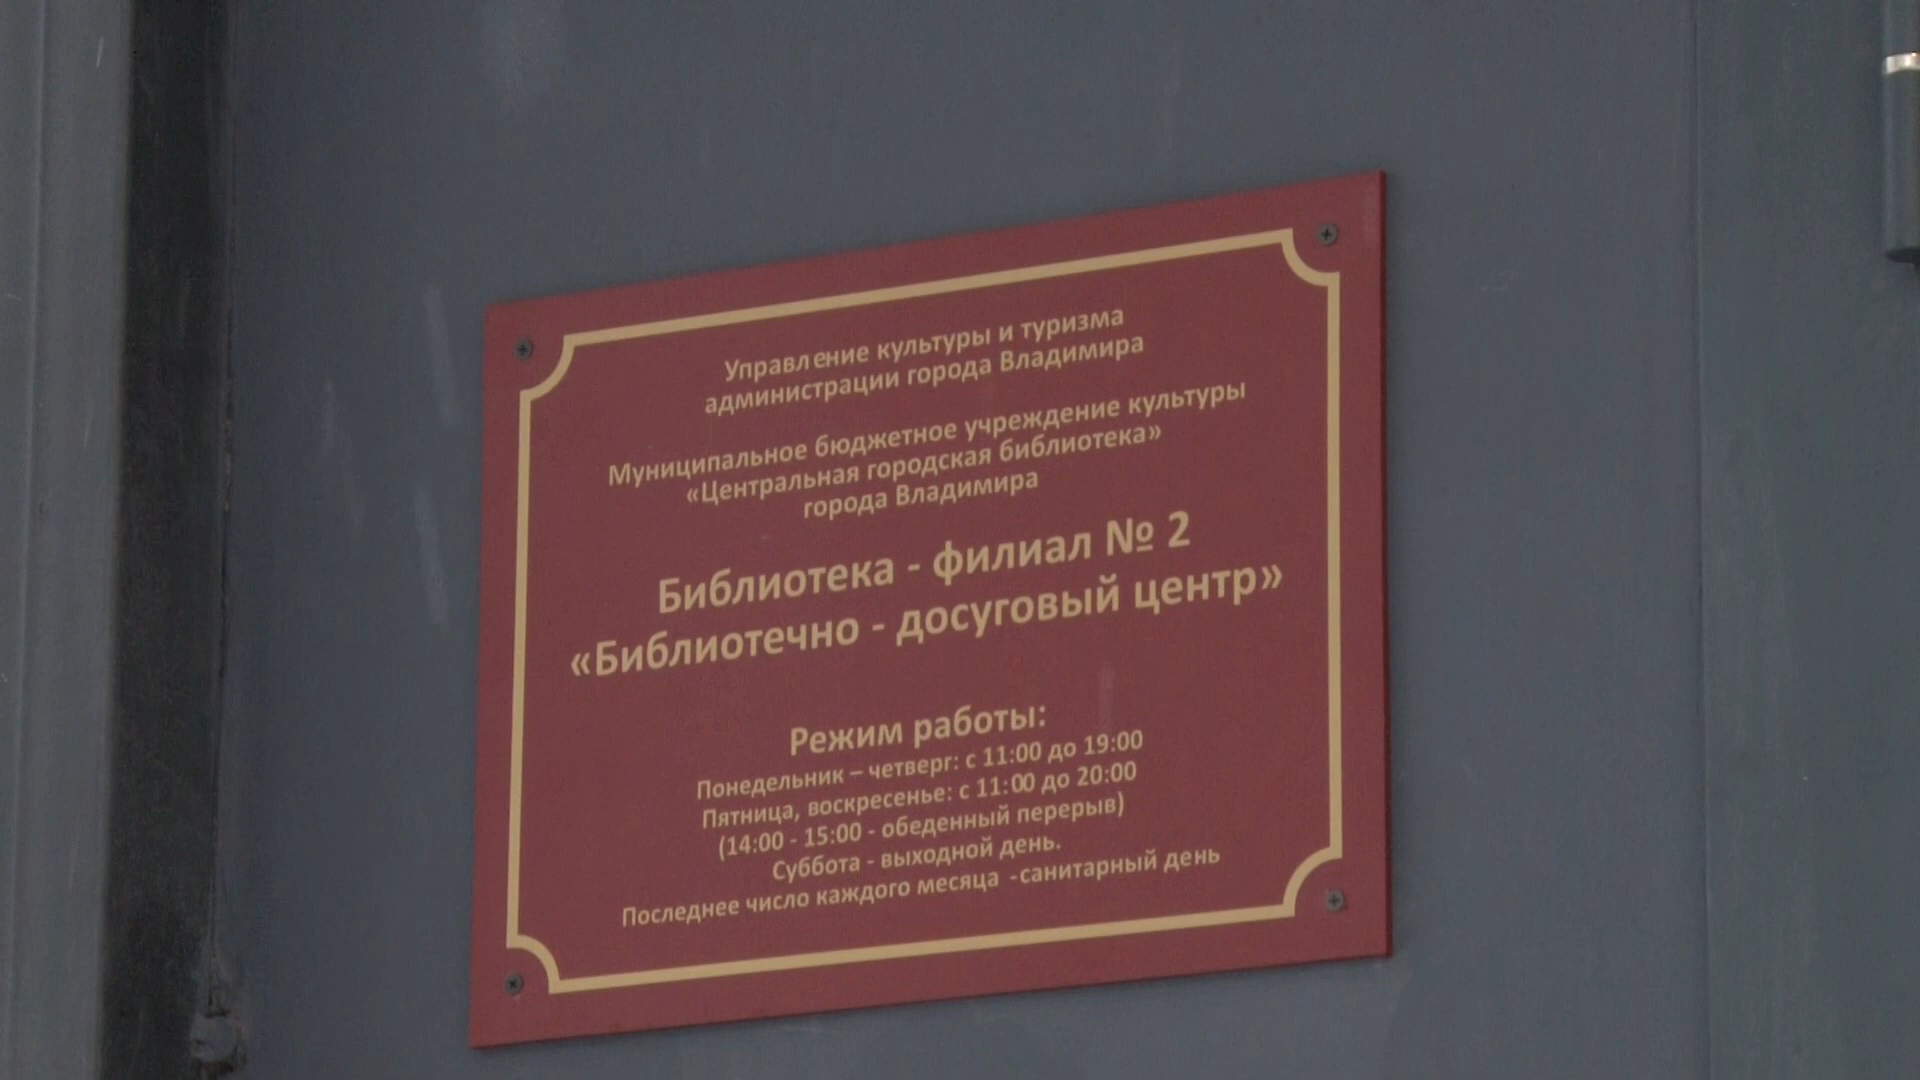 Управление культуры и туризма
администрации города Владимира
Муниципальное бюджетное учреждение культуры
«Центральная городская библиотека»
города Владимира
Библиотека - филиал № 2
«Библиотечно - досуговый центр»
Режим работы:
Понедельник – четверг: с 11:00 до 19:00
Пятница, воскресенье: с 11:00 до 20:00
(14:00 - 15:00 - обеденный перерыв)
Суббота - выходной день.
Последнее число каждого месяца -санитарный день